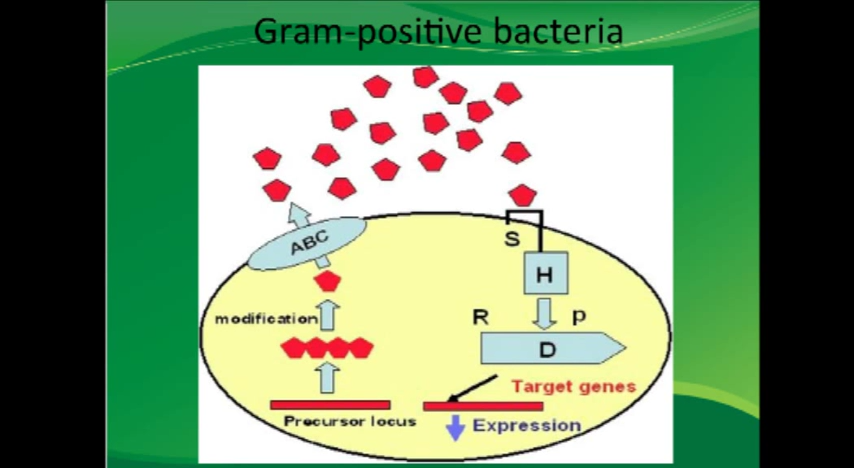 Gram-positive bacteria
ABC
S
H
modification
R
p
D
Target genes
Precursor locus
Expression